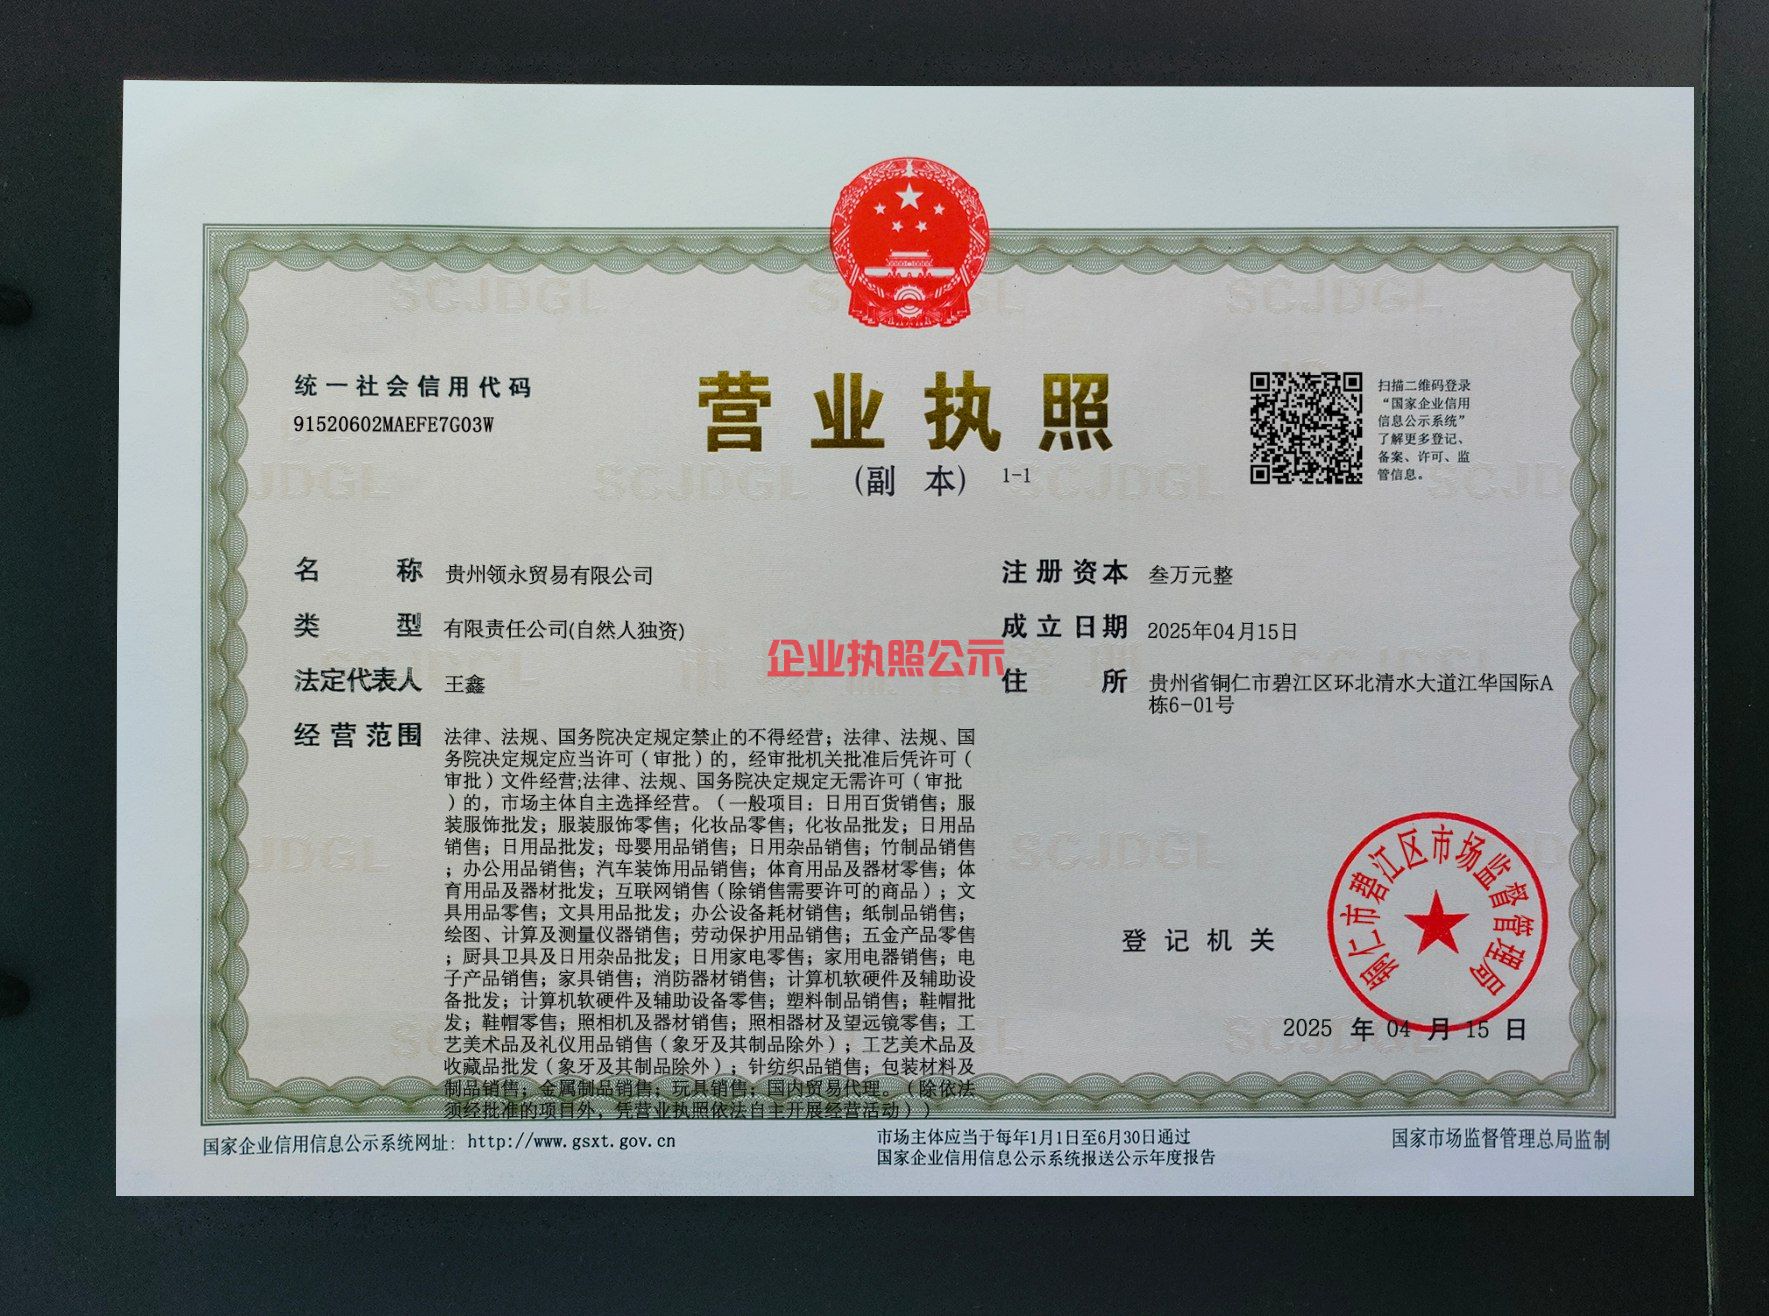 统一社会信用代码
91520602MAEFE7G03W
营业执照
(副 本) 1-1
扫描二维码登录
“国家企业信用
信息公示系统”
了解更多登记、
备案、许可、监
管信息。
名 称 贵州领永贸易有限公司
类 型 有限责任公司(自然人独资)
法定代表人 王鑫
经营范围 法律、法规、国务院决定规定禁止的不得经营；法律、法规、国
务院决定规定应当许可（审批）的，经审批机关批准后凭许可（
审批）文件经营;法律、法规、国务院决定规定无需许可（审批
）的，市场主体自主选择经营。（一般项目：日用百货销售；服
装服饰批发；服装服饰零售；化妆品零售；化妆品批发；日用品
销售；日用品批发；母婴用品销售；日用杂品销售；竹制品销售
；办公用品销售；汽车装饰用品销售；体育用品及器材零售；体
育用品及器材批发；互联网销售（除销售需要许可的商品）；文
具用品零售；文具用品批发；办公设备耗材销售；纸制品销售；
绘图、计算及测量仪器销售；劳动保护用品销售；五金产品零售
；厨具卫具及日用杂品批发；日用家电零售；家用电器销售；电
子产品销售；家具销售；消防器材销售；计算机软硬件及辅助设
备批发；计算机软硬件及辅助设备零售；塑料制品销售；鞋帽批
发；鞋帽零售；照相机及器材销售；照相器材及望远镜零售；工
艺美术品及礼仪用品销售（象牙及其制品除外）；工艺美术品及
收藏品批发（象牙及其制品除外）；针纺织品销售；包装材料及
制品销售；金属制品销售；玩具销售；国内贸易代理。（除依法
须经批准的项目外，凭营业执照依法自主开展经营活动））
注册资本 叁万元整
成立日期 2025年04月15日
住 所 贵州省铜仁市碧江区环北清水大道江华国际A
栋6-01号
企业执照公示
登记机关
铜仁市碧江区市场监督管理局
2025 年 04 月 15 日
国家企业信用信息公示系统网址：http://www.gsxt.gov.cn
市场主体应当于每年1月1日至6月30日通过
国家企业信用信息公示系统报送公示年度报告
国家市场监督管理总局监制